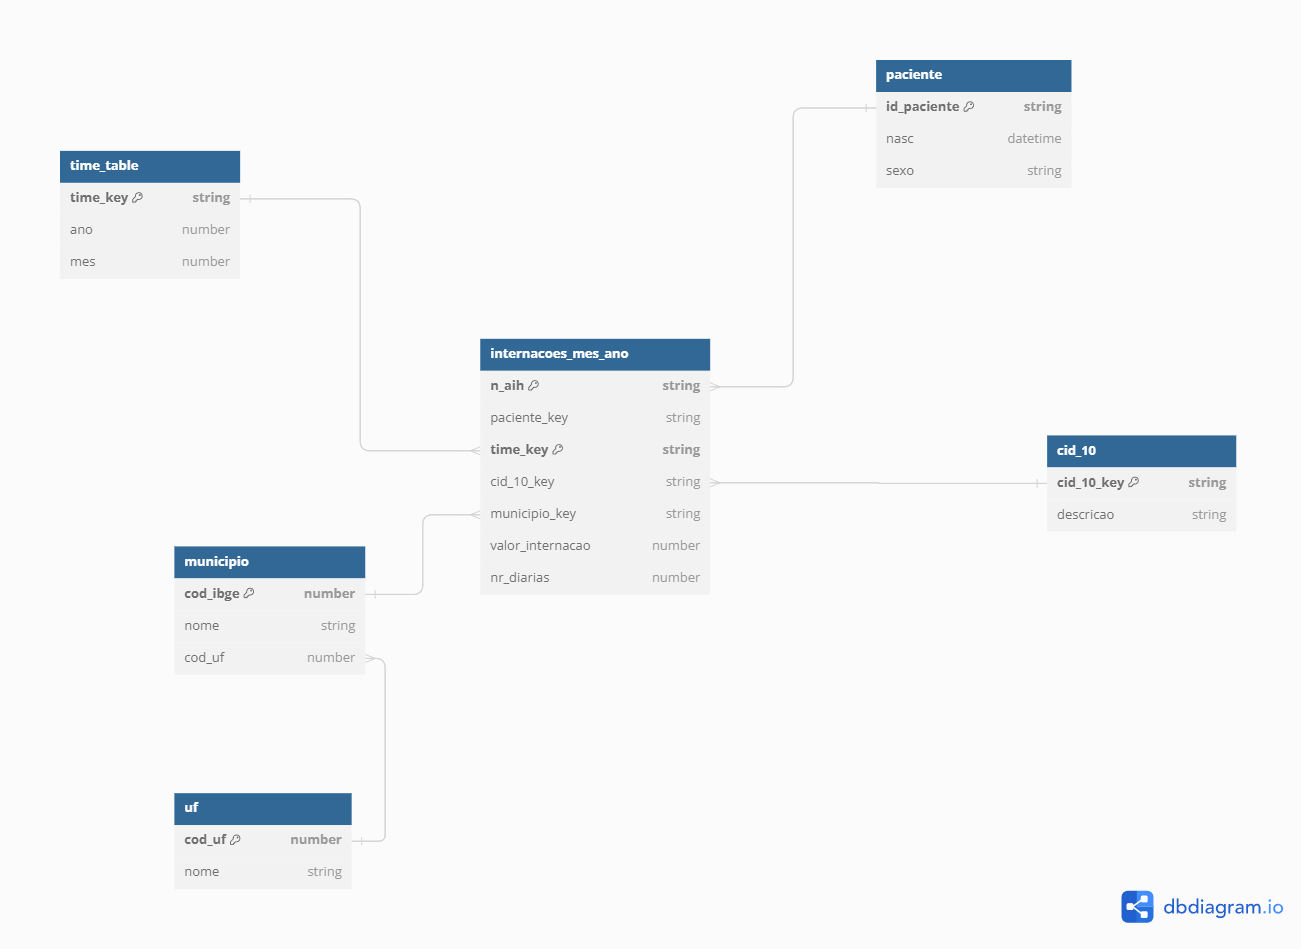 paciente
id_paciente string
nasc datetime
sexo string
time_table
time_key string
ano number
mes number
internacoes_mes_ano
n_aih string
paciente_key string
time_key string
cid_10_key string
municipio_key string
valor_internacao number
nr_diarias number
cid_10
cid_10_key string
descricao string
municipio
cod_ibge number
nome string
cod_uf number
uf
cod_uf number
nome string
dbdiagram.io